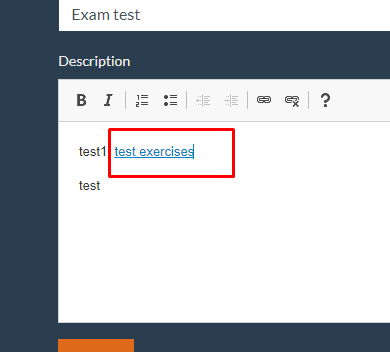 Exam test
Description
B I ?
test1 test exercises
test